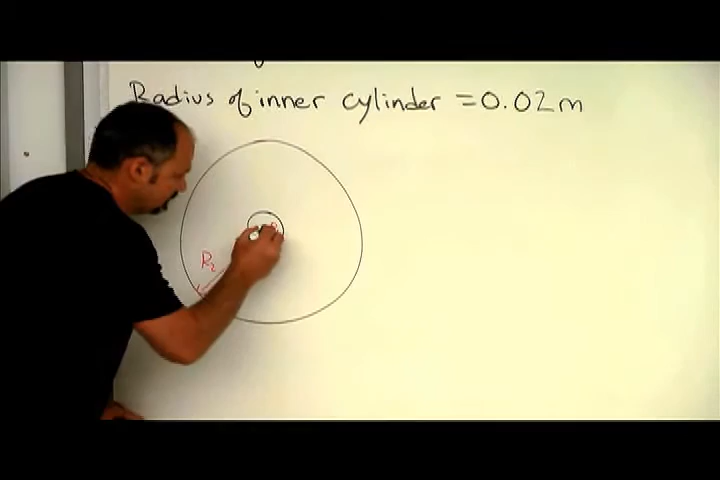 Radius of inner cylinder = 0.02 m
R₂